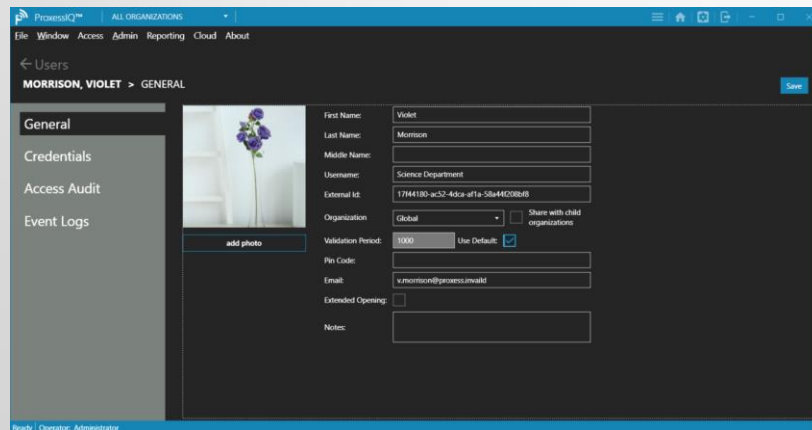 ProxessIQ™ ALL ORGANIZATIONS
File Window Access Admin Reporting Cloud About
Users
MORRISON, VIOLET > GENERAL
Save
General
Credentials
Access Audit
Event Logs
add photo
First Name: Violet
Last Name: Morrison
Middle Name:
Username: Science Department
External Id: 17f44180-ac52-4dca-af1a-58a44f208bf8
Organization Global Share with child
organizations
Validation Period: 1000 Use Default:
Pin Code:
Email: v.morrison@proxess.invaild
Extended Opening:
Notes:
Ready Operator: Administrator